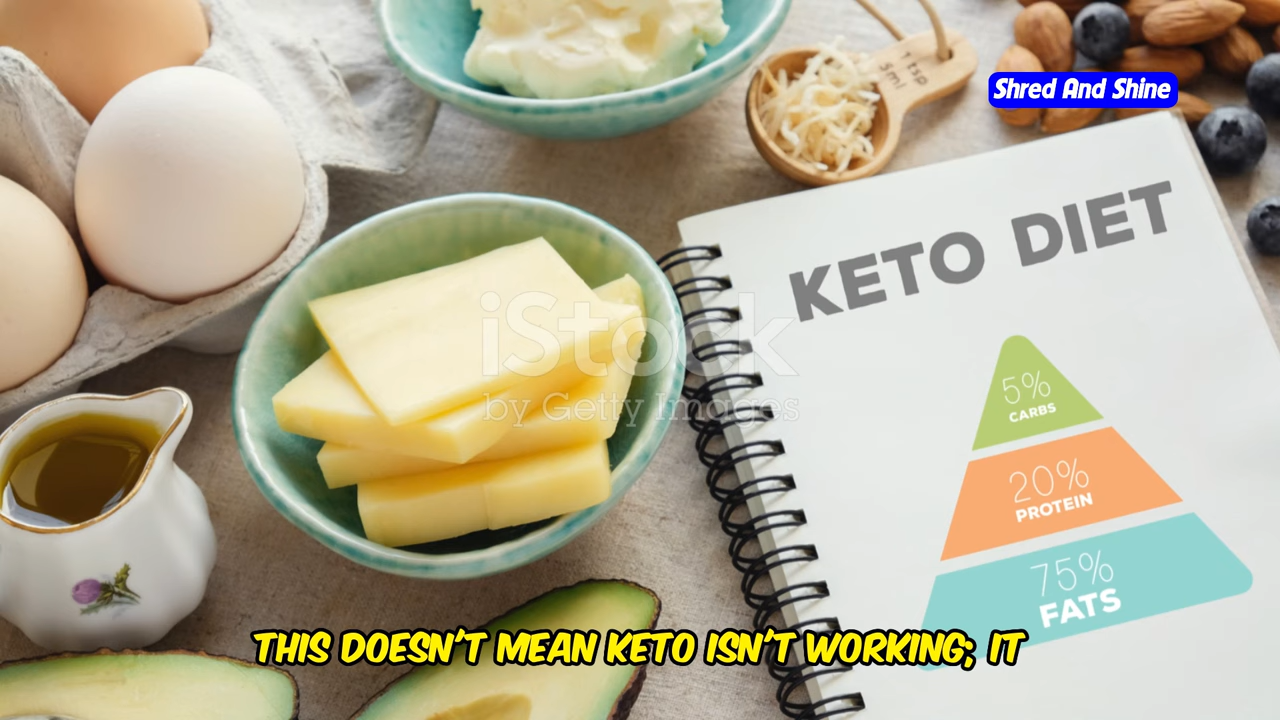 1 tsp
5ml
Shred And Shine
KETO DIET
iStock
by Getty Images
5%
CARBS
20%
PROTEIN
75%
FATS
THIS DOESN'T MEAN KETO ISN'T WORKING; IT